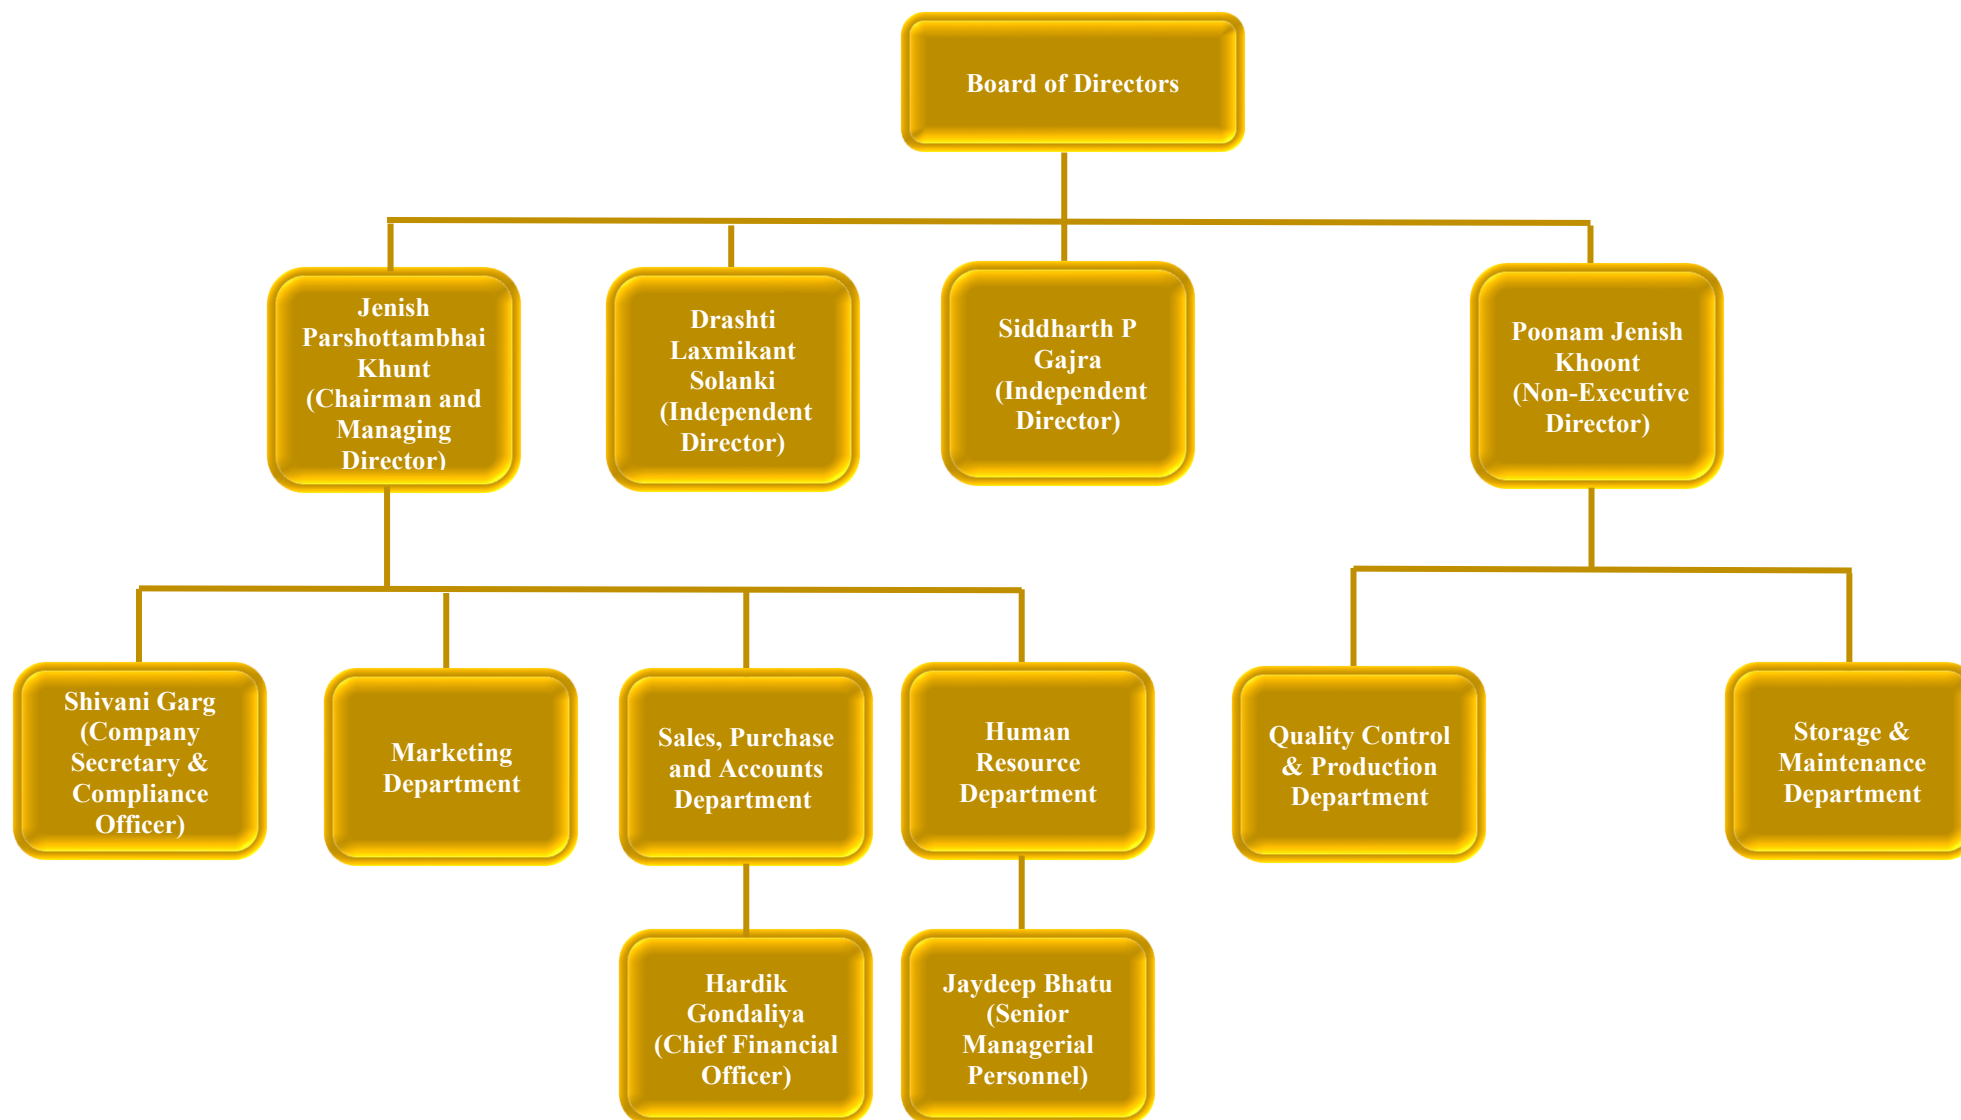 Board of Directors
Jenish
Parshottambhai
Khunt
(Chairman and
Managing
Director)
Drashti
Laxmikant
Solanki
(Independent
Director)
Siddharth P
Gajra
(Independent
Director)
Poonam Jenish
Khoont
(Non-Executive
Director)
Shivani Garg
(Company
Secretary &
Compliance
Officer)
Marketing
Department
Sales, Purchase
and Accounts
Department
Human
Resource
Department
Quality Control
& Production
Department
Storage &
Maintenance
Department
Hardik
Gondaliya
(Chief Financial
Officer)
Jaydeep Bhatu
(Senior
Managerial
Personnel)